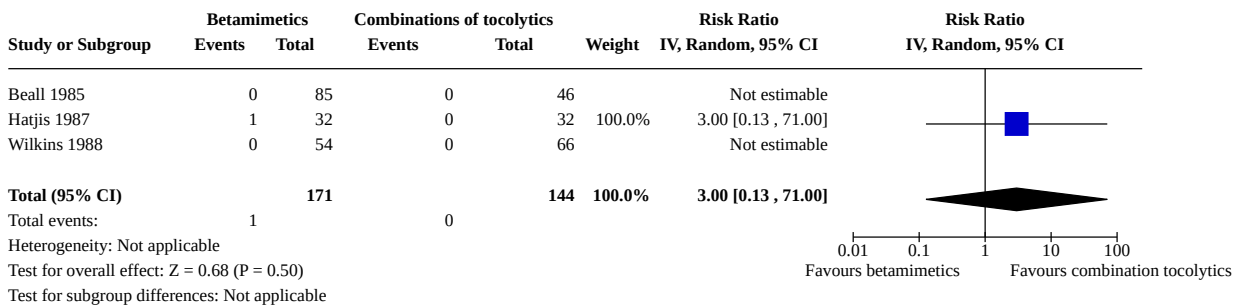 Betamimetics Combinations of tocolytics Risk Ratio Risk Ratio
Study or Subgroup Events Total Events Total Weight IV, Random, 95% CI IV, Random, 95% CI
Beall 1985 0 85 0 46 Not estimable
Hatjis 1987 1 32 0 32 100.0% 3.00 [0.13 , 71.00]
Wilkins 1988 0 54 0 66 Not estimable
Total (95% CI) 171 144 100.0% 3.00 [0.13 , 71.00]
Total events: 1 0
Heterogeneity: Not applicable
0.01 0.1 1 10 100
Test for overall effect: Z = 0.68 (P = 0.50)
Favours betamimetics Favours combination tocolytics
Test for subgroup differences: Not applicable